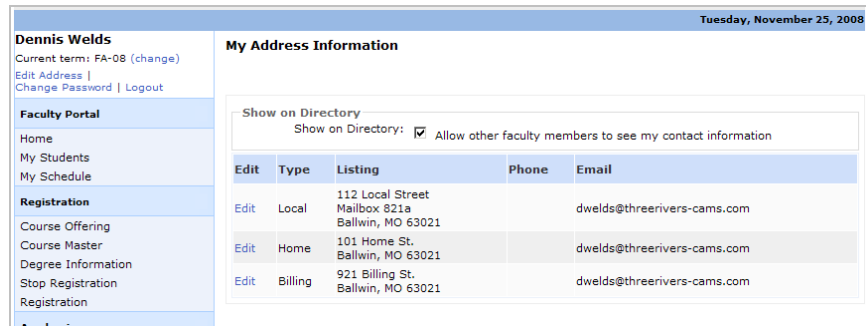 Tuesday, November 25, 2008
Dennis Welds
Current term: FA-08 (change)
Edit Address |
Change Password | Logout
Faculty Portal
Home
My Students
My Schedule
Registration
Course Offering
Course Master
Degree Information
Stop Registration
Registration
My Address Information
Show on Directory
Show on Directory: Allow other faculty members to see my contact information
Edit Type Listing Phone Email
112 Local Street
Edit Local Mailbox 821a dwelds@threerivers-cams.com
Ballwin, MO 63021
101 Home St.
Edit Home dwelds@threerivers-cams.com
Ballwin, MO 63021
921 Billing St.
Edit Billing dwelds@threerivers-cams.com
Ballwin, MO 63021